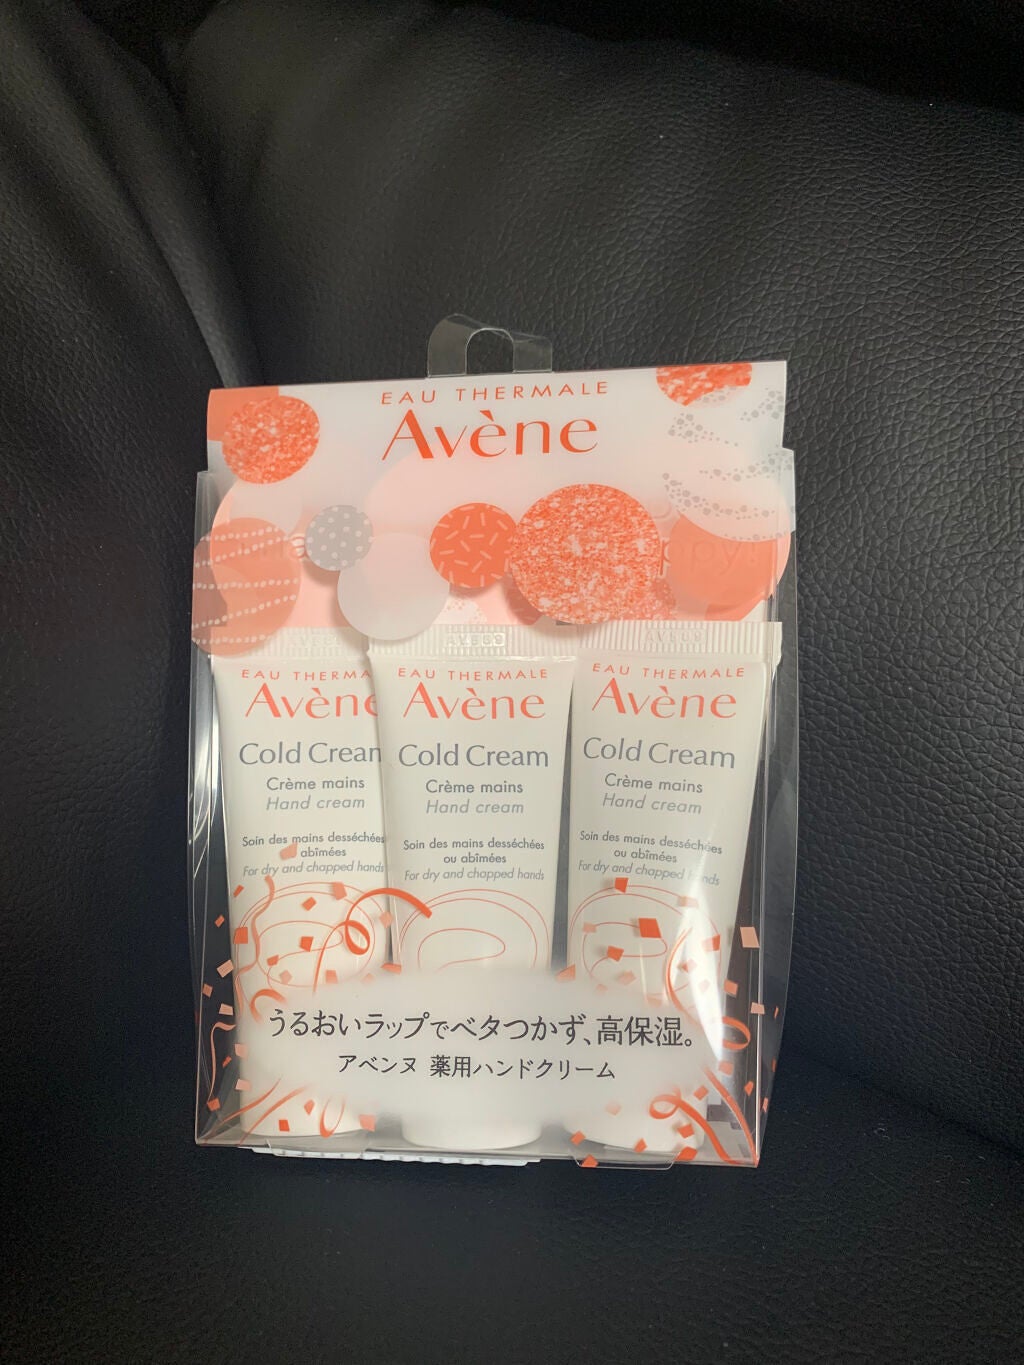 EAU THERMALE
Avène
EAU THERMA
Avène
Cold Cream
Crème mains
Hand cream
Soin des mains desséchées
abîmées
For dry and chapped hands
EAU THERMALE
Avène
Cold Cream
Crème mains
Hand cream
Soin des mains desséchées
ou abîmées
For dry and chapped hands
EAU THERMALE
Avène
Cold Cream
Crème mains
Hand cream
Soin des mains desséchées
ou abîmées
For dry and chapped hands
うるおいラップでベタつかず、高保湿。
アベンヌ 薬用ハンドクリーム